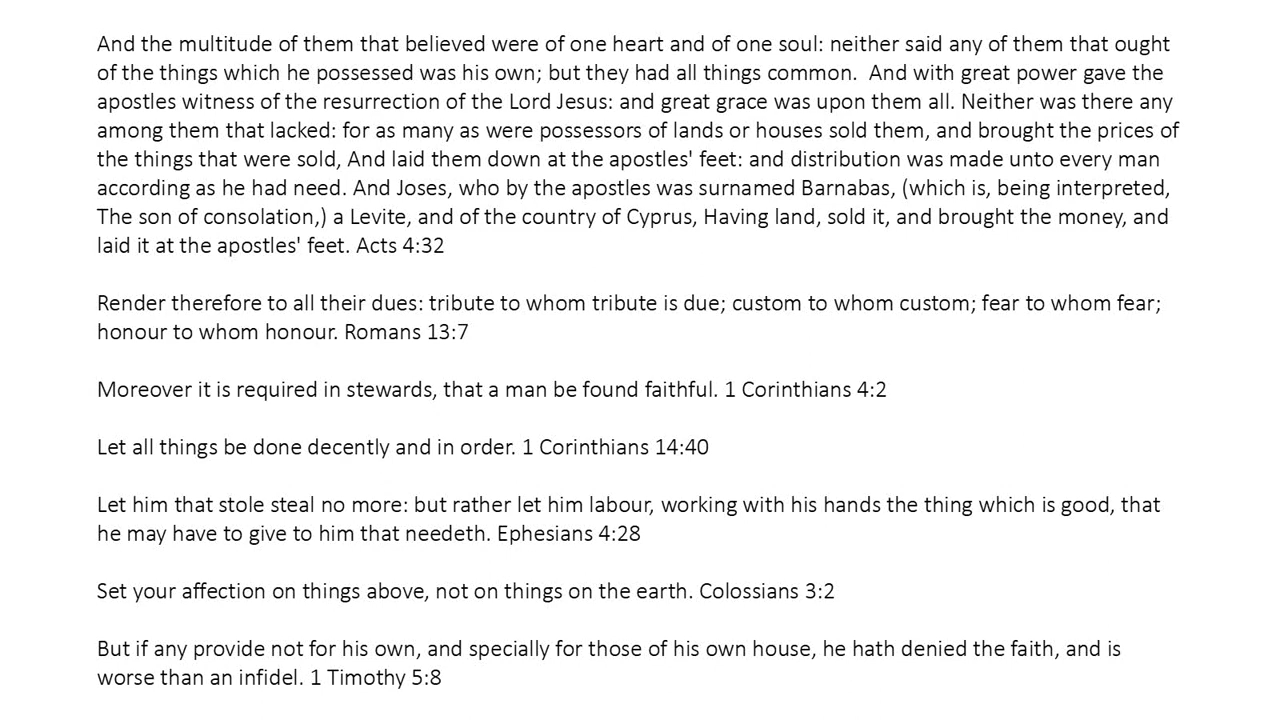 And the multitude of them that believed were of one heart and of one soul: neither said any of them that ought
of the things which he possessed was his own; but they had all things common.  And with great power gave the
apostles witness of the resurrection of the Lord Jesus: and great grace was upon them all. Neither was there any
among them that lacked: for as many as were possessors of lands or houses sold them, and brought the prices of
the things that were sold, And laid them down at the apostles' feet: and distribution was made unto every man
according as he had need. And Joses, who by the apostles was surnamed Barnabas, (which is, being interpreted,
The son of consolation,) a Levite, and of the country of Cyprus, Having land, sold it, and brought the money, and
laid it at the apostles' feet. Acts 4:32
Render therefore to all their dues: tribute to whom tribute is due; custom to whom custom; fear to whom fear;
honour to whom honour. Romans 13:7
Moreover it is required in stewards, that a man be found faithful. 1 Corinthians 4:2
Let all things be done decently and in order. 1 Corinthians 14:40
Let him that stole steal no more: but rather let him labour, working with his hands the thing which is good, that
he may have to give to him that needeth. Ephesians 4:28
Set your affection on things above, not on things on the earth. Colossians 3:2
But if any provide not for his own, and specially for those of his own house, he hath denied the faith, and is
worse than an infidel. 1 Timothy 5:8